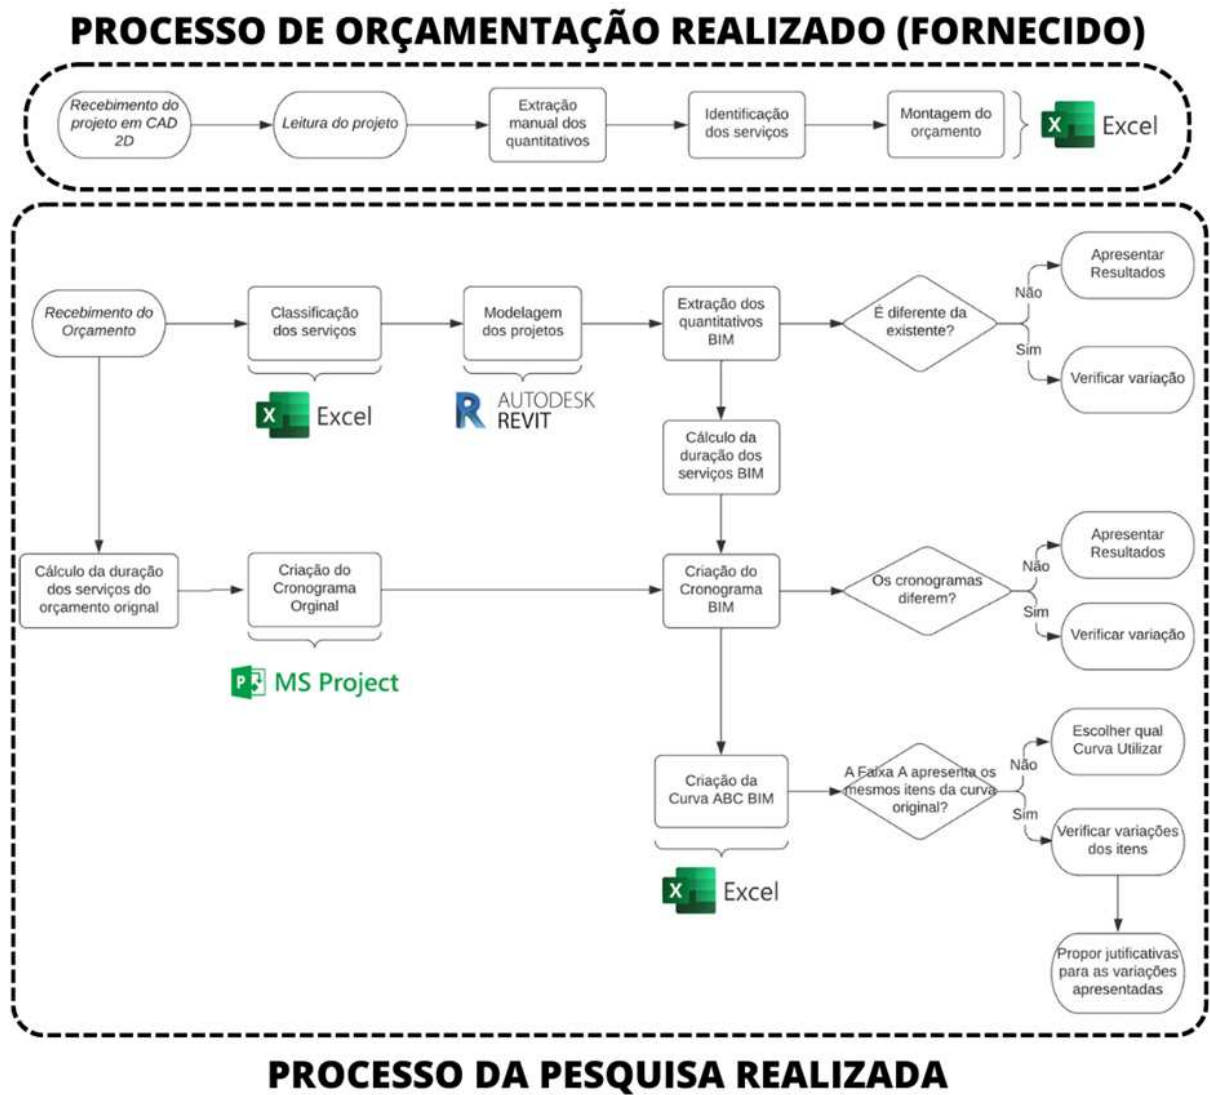 PROCESSO DE ORÇAMENTAÇÃO REALIZADO (FORNECIDO)
Recebimento do
projeto em CAD
2D
Leitura do projeto
Extração
manual dos
quantitativos
Identificação
dos serviços
Montagem do
orçamento
X Excel
Recebimento do
Orçamento
Classificação
dos serviços
X Excel
Modelagem
dos projetos
R AUTODESK
REVIT
Extração dos
quantitativos
BIM
É diferente da
existente?
Não
Apresentar
Resultados
Sim
Verificar variação
Cálculo da
duração dos
serviços BIM
Cálculo da duração
dos serviços do
orçamento orignal
Criação do
Cronograma
Orginal
P MS Project
Criação do
Cronograma
BIM
Os cronogramas
diferem?
Não
Apresentar
Resultados
Sim
Verificar variação
Criação da
Curva ABC BIM
X Excel
A Faixa A apresenta os
mesmos itens da curva
original?
Não
Escolher qual
Curva Utilizar
Sim
Verificar variações
dos itens
Propor jutificativas
para as variações
apresentadas
PROCESSO DA PESQUISA REALIZADA